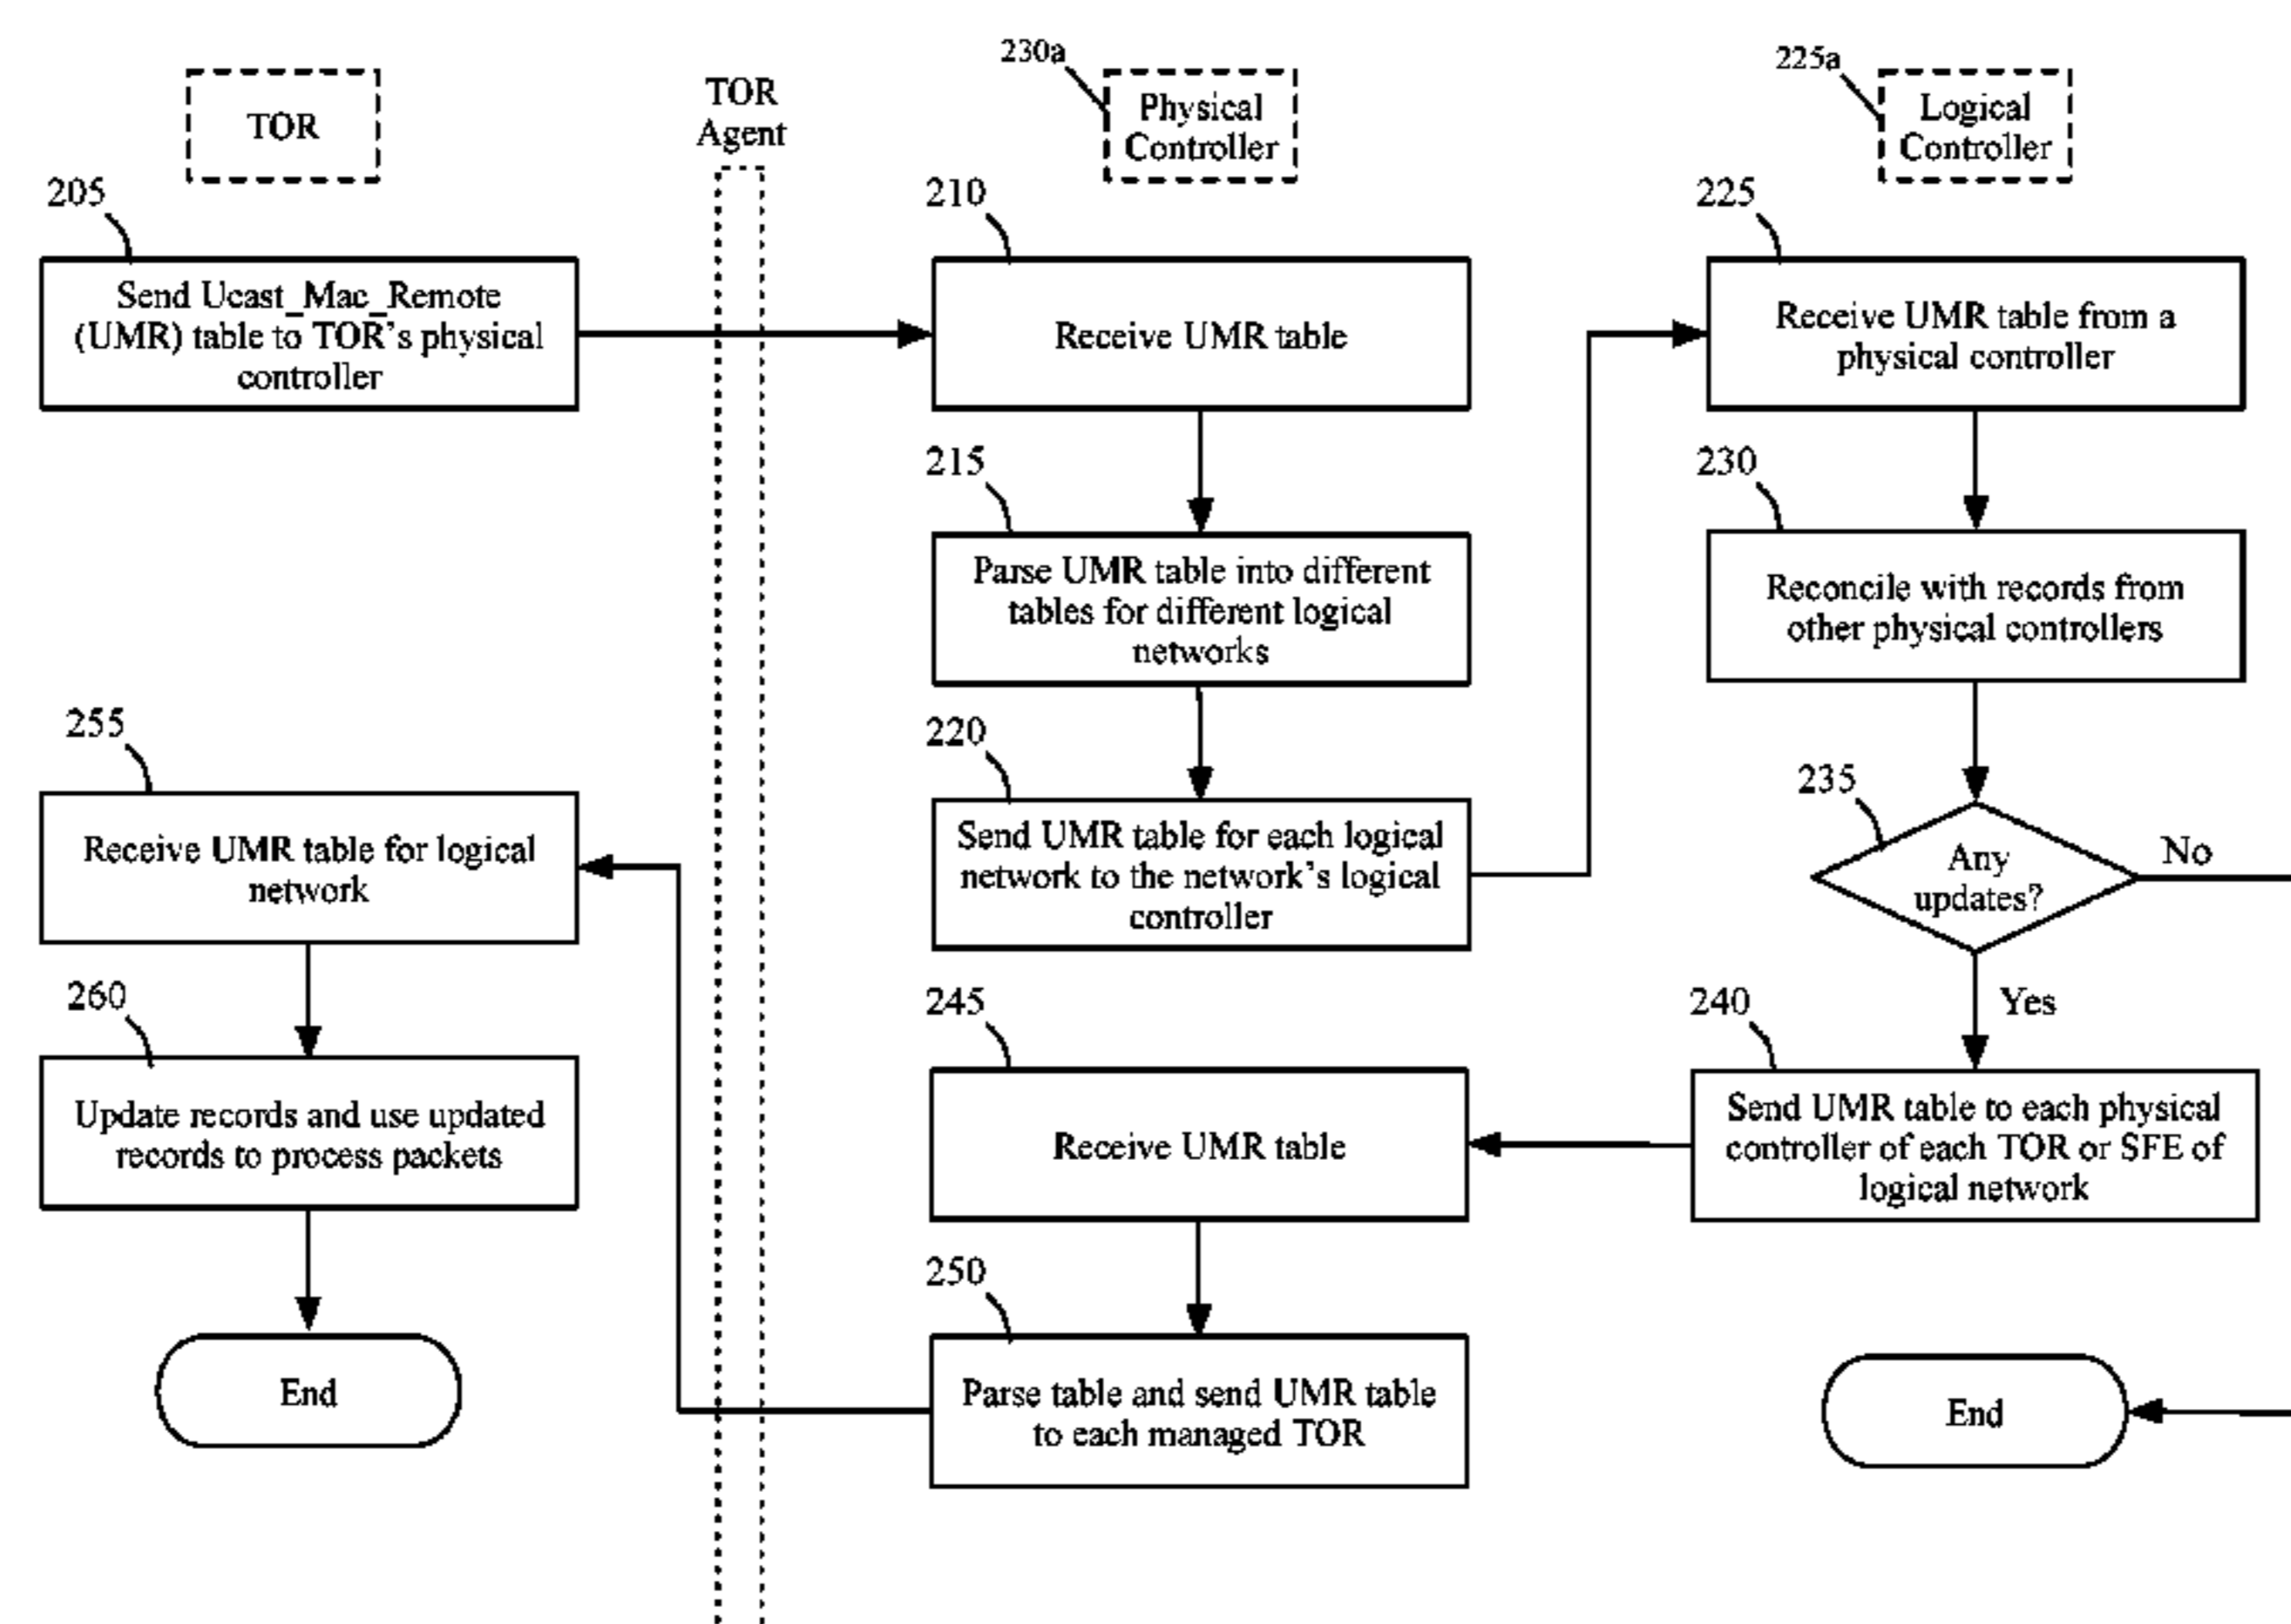 230a
225a
TOR
TOR
Agent
Physical
Controller
Logical
Controller
205
210
225
Send Ucast_Mac_Remote
(UMR) table to TOR's physical
controller
Receive UMR table
Receive UMR table from a
physical controller
215
230
Parse UMR table into different
tables for different logical
networks
Reconcile with records from
other physical controllers
255
220
235
Receive UMR table for logical
network
Send UMR table for each logical
network to the network's logical
controller
Any
updates?
No
Yes
260
245
240
Update records and use updated
records to process packets
Receive UMR table
Send UMR table to each physical
controller of each TOR or SFE of
logical network
250
End
Parse table and send UMR table
to each managed TOR
End